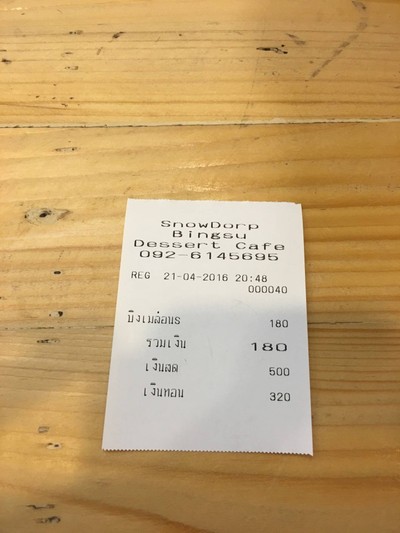 SnowDorp
Bingsu
Dessert Cafe
092-6145695
REG 21-04-2016 20:48
000040
บิงเมล่อนร 180
รวมเงิน 180
เงินสด 500
เงินทอน 320